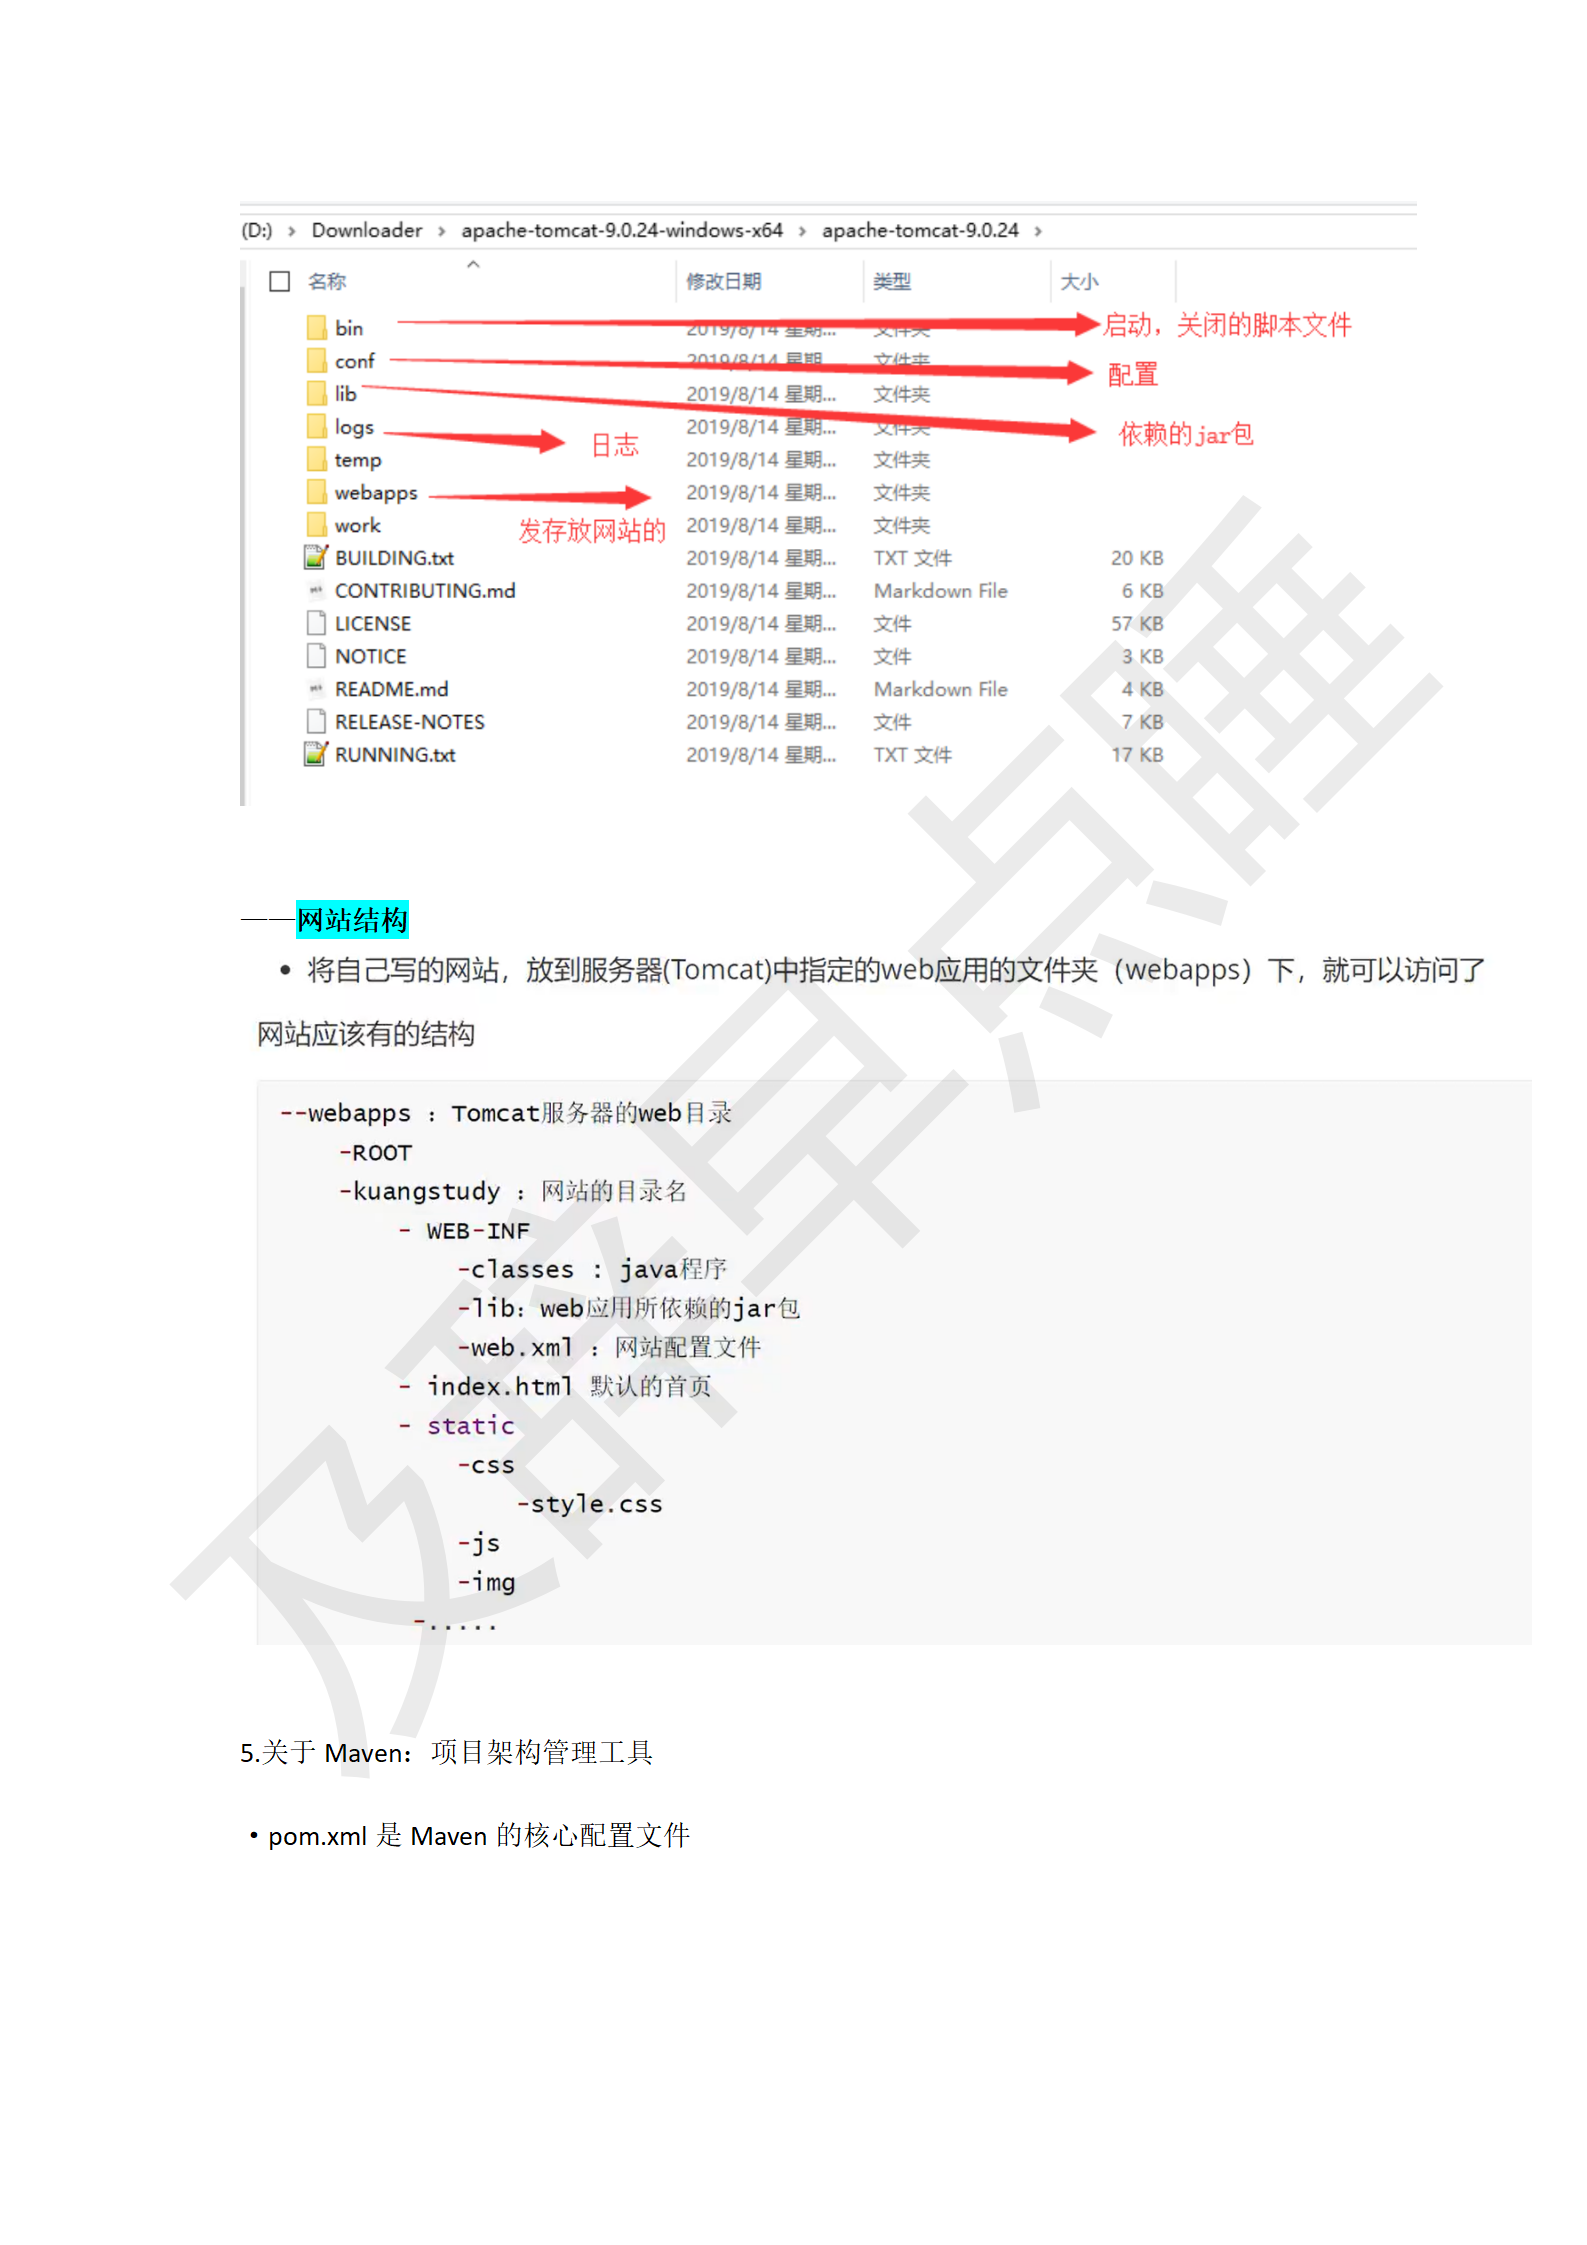 (D:) › Downloader › apache-tomcat-9.0.24-windows-x64 › apache-tomcat-9.0.24 ›
名称 修改日期 类型 大小
bin 2019/8/14 星期... 文件夹 启动，关闭的脚本文件
conf 2019/8/14 星期... 文件夹 配置
lib 2019/8/14 星期... 文件夹
logs 日志 2019/8/14 星期... 文件夹 依赖的jar包
temp 2019/8/14 星期... 文件夹
webapps 2019/8/14 星期... 文件夹
work 发存放网站的 2019/8/14 星期... 文件夹
BUILDING.txt 2019/8/14 星期... TXT 文件 20 KB
CONTRIBUTING.md 2019/8/14 星期... Markdown File 6 KB
LICENSE 2019/8/14 星期... 文件 57 KB
NOTICE 2019/8/14 星期... 文件 3 KB
README.md 2019/8/14 星期... Markdown File 4 KB
RELEASE-NOTES 2019/8/14 星期... 文件 7 KB
RUNNING.txt 2019/8/14 星期... TXT 文件 17 KB
——网站结构
• 将自己写的网站，放到服务器(Tomcat)中指定的web应用的文件夹（webapps）下，就可以访问了
网站应该有的结构
--webapps ：Tomcat服务器的web目录
-ROOT
-kuangstudy ：网站的目录名
- WEB-INF
-classes : java程序
-lib：web应用所依赖的jar包
-web.xml ：网站配置文件
- index.html 默认的首页
- static
-css
-style.css
-js
-img
-.....
5.关于 Maven：项目架构管理工具
•pom.xml 是 Maven 的核心配置文件
及辞早点睡